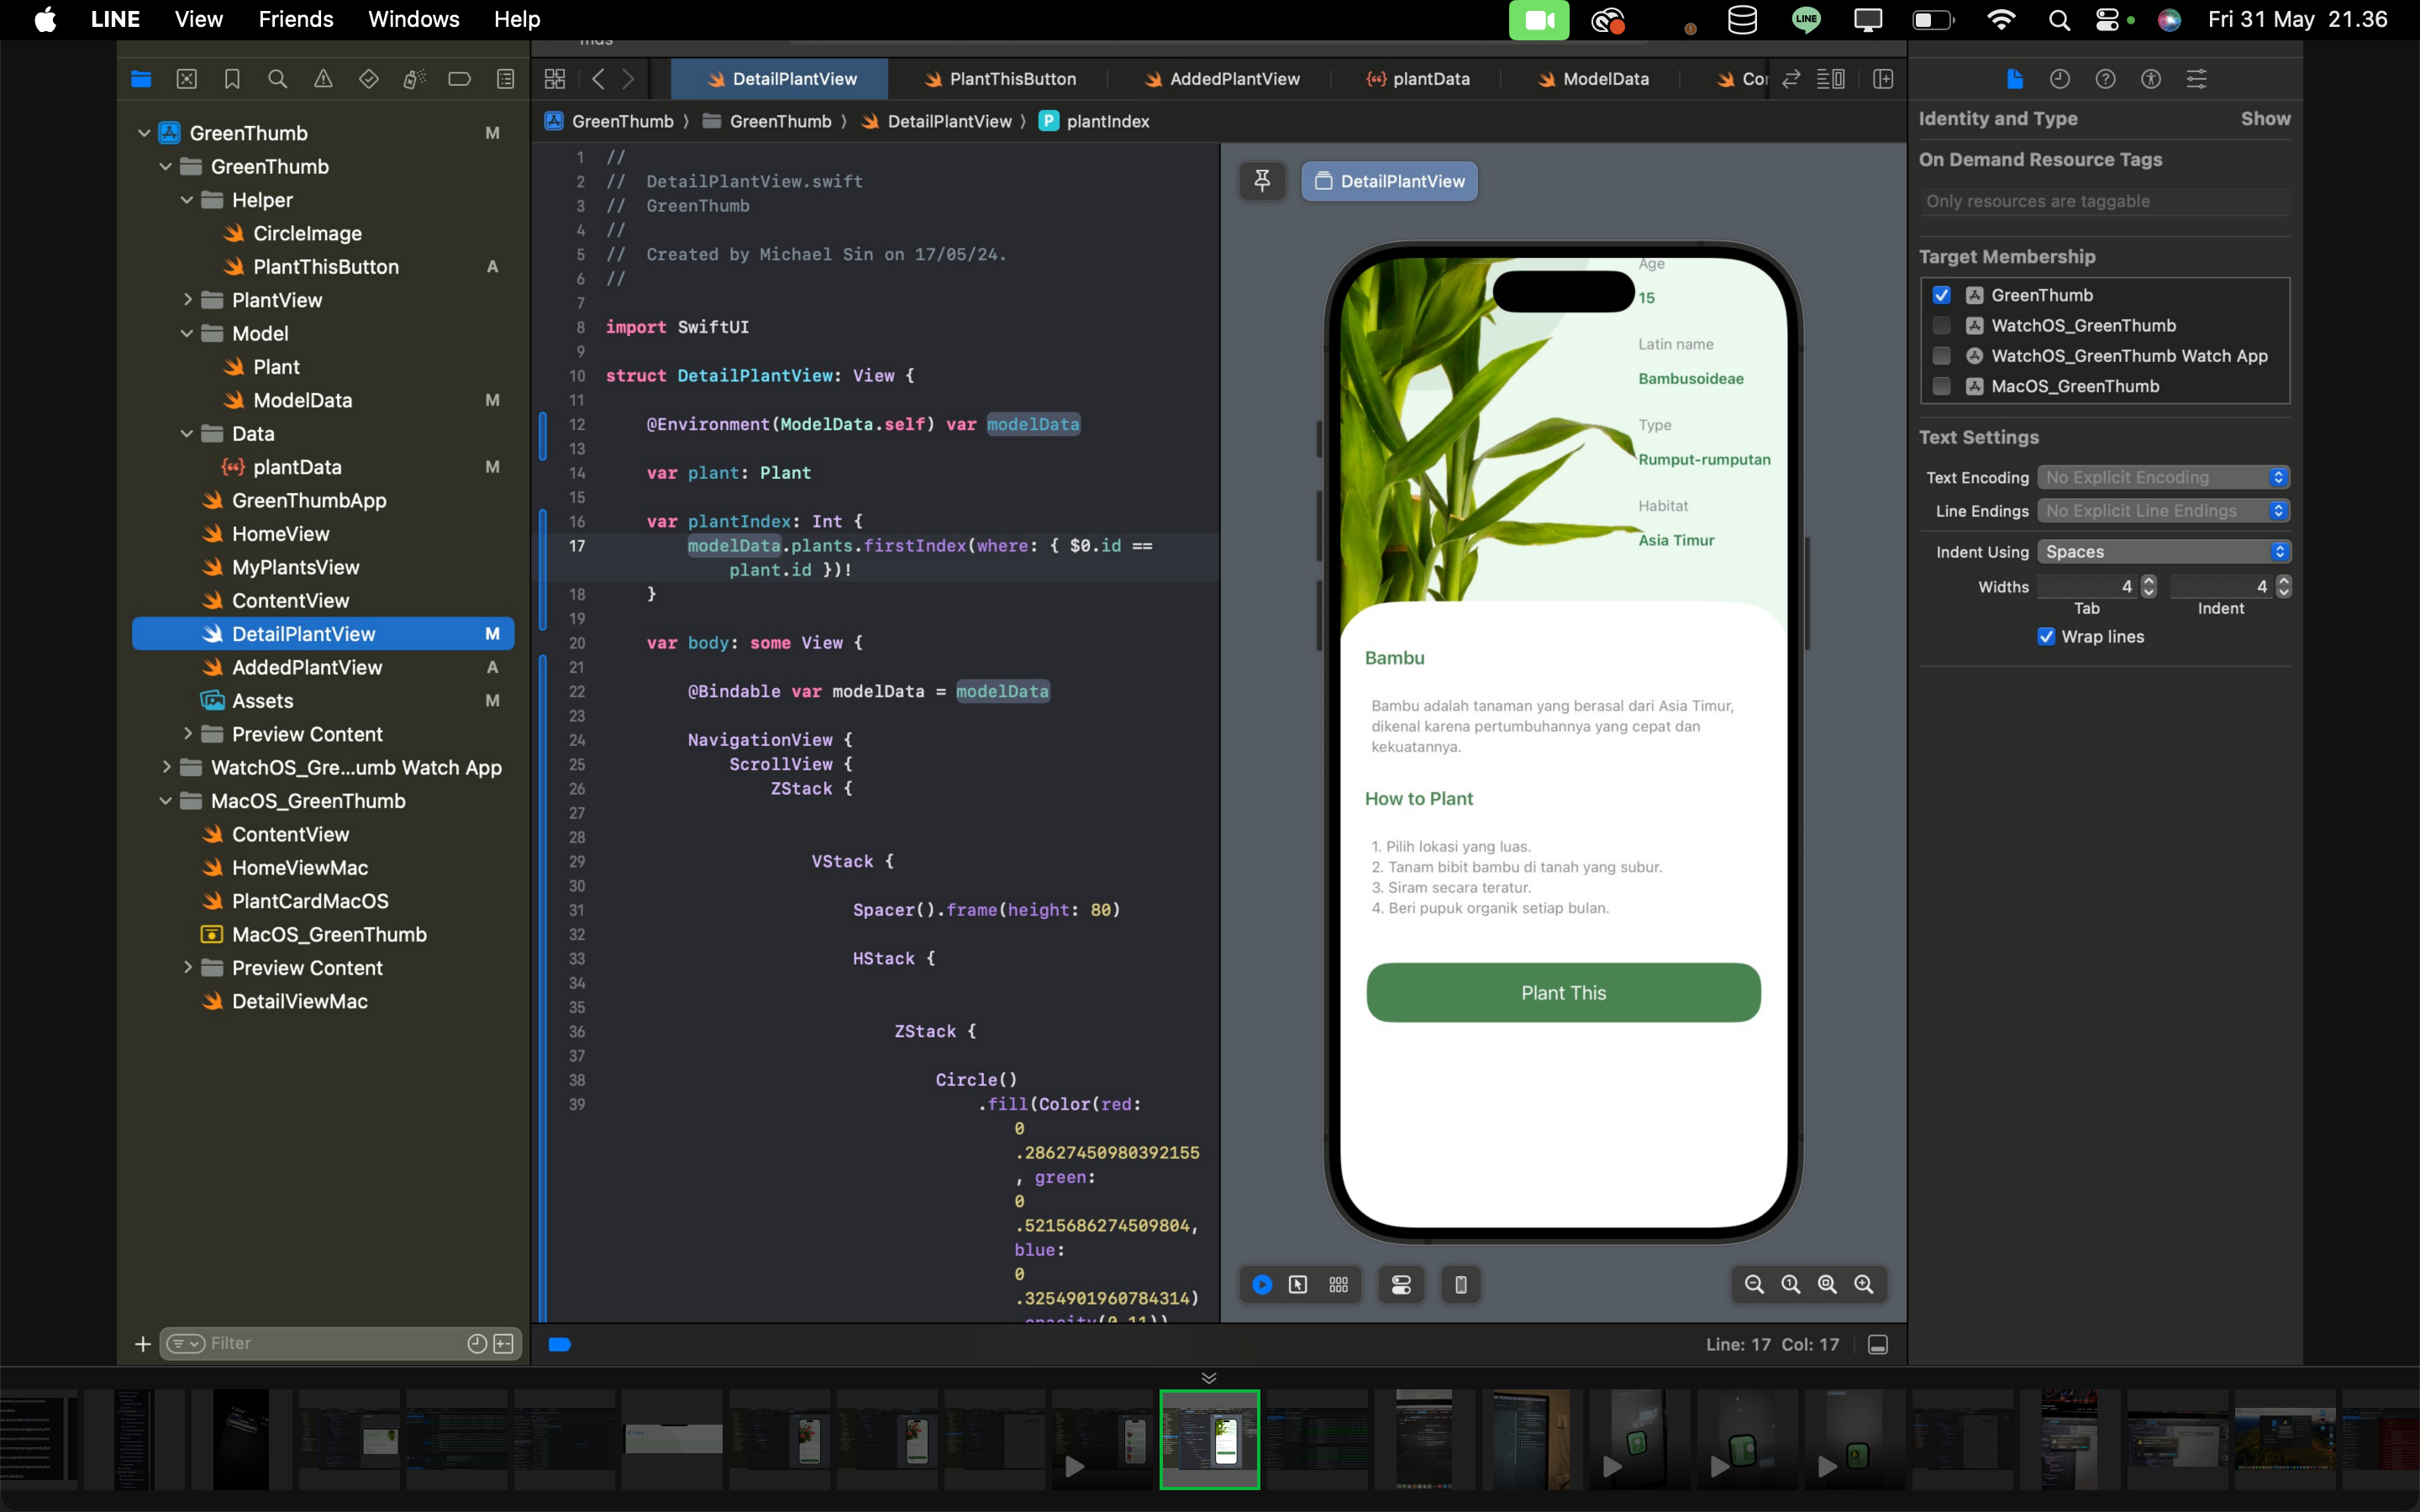 LINE View Friends Windows Help Fri 31 May 21.36
DetailPlantView PlantThisButton AddedPlantView plantData ModelData Co
GreenThumb M
GreenThumb
Helper
CircleImage
PlantThisButton A
PlantView
Model
Plant
ModelData M
Data
plantData M
GreenThumbApp
HomeView
MyPlantsView
ContentView
DetailPlantView M
AddedPlantView A
Assets M
Preview Content
WatchOS_Gre...umb Watch App
MacOS_GreenThumb
ContentView
HomeViewMac
PlantCardMacOS
MacOS_GreenThumb
Preview Content
DetailViewMac
Filter
GreenThumb 〉 GreenThumb 〉 DetailPlantView 〉 P plantIndex
1 //
2 // DetailPlantView.swift
3 // GreenThumb
4 //
5 // Created by Michael Sin on 17/05/24.
6 //
7
8 import SwiftUI
9
10 struct DetailPlantView: View {
11
12 @Environment(ModelData.self) var modelData
13
14 var plant: Plant
15
16 var plantIndex: Int {
17 modelData.plants.firstIndex(where: { $0.id ==
plant.id })!
18 }
19
20 var body: some View {
21
22 @Bindable var modelData = modelData
23
24 NavigationView {
25 ScrollView {
26 ZStack {
27
28
29 VStack {
30
31 Spacer().frame(height: 80)
32
33 HStack {
34
35
36 ZStack {
37
38 Circle()
39 .fill(Color(red:
0
.28627450980392155
, green:
0
.5215686274509804,
blue:
0
.3254901960784314)
.opacity(0.11))
DetailPlantView
Age
15
Latin name
Bambusoideae
Type
Rumput-rumputan
Habitat
Asia Timur
Bambu
Bambu adalah tanaman yang berasal dari Asia Timur,
dikenal karena pertumbuhannya yang cepat dan
kekuatannya.
How to Plant
1. Pilih lokasi yang luas.
2. Tanam bibit bambu di tanah yang subur.
3. Siram secara teratur.
4. Beri pupuk organik setiap bulan.
Plant This
Line: 17 Col: 17
Identity and Type Show
On Demand Resource Tags
Only resources are taggable
Target Membership
GreenThumb
WatchOS_GreenThumb
WatchOS_GreenThumb Watch App
MacOS_GreenThumb
Text Settings
Text Encoding No Explicit Encoding
Line Endings No Explicit Line Endings
Indent Using Spaces
Widths 4 4
Tab Indent
Wrap lines